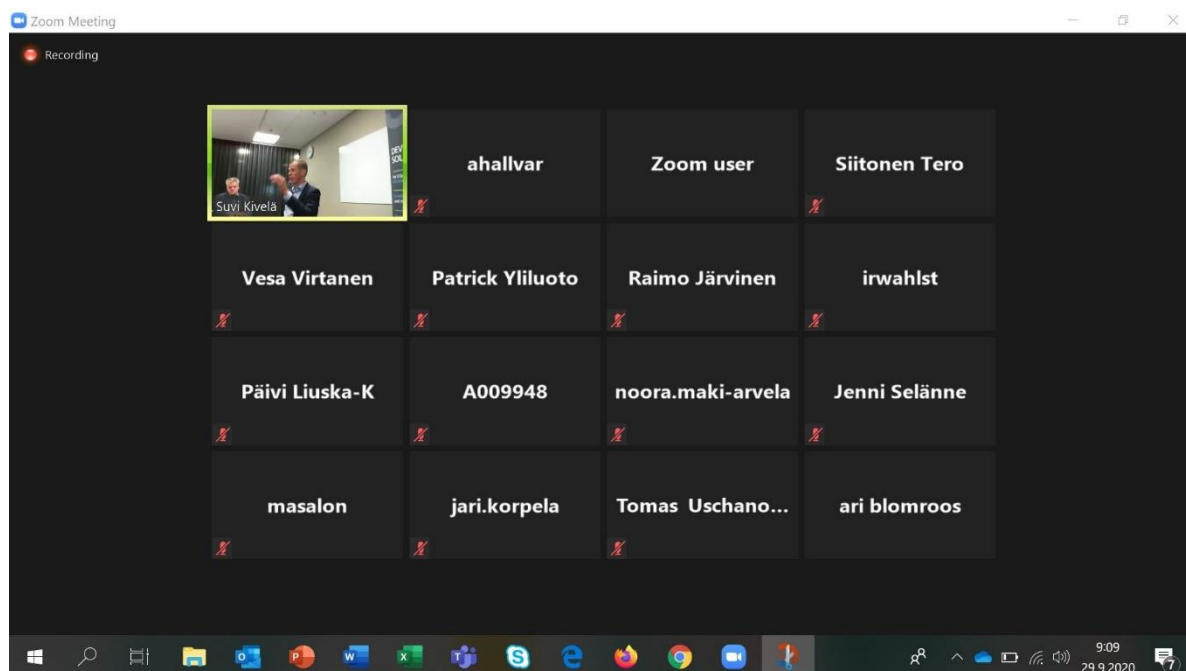 Zoom Meeting
Recording
Suvi Kivelä
ahallvar
Zoom user
Siitonen Tero
Vesa Virtanen
Patrick Yliluoto
Raimo Järvinen
irwahlst
Päivi Liuska-K
A009948
noora.maki-arvela
Jenni Selänne
masalon
jari.korpela
Tomas Uschano...
ari blomroos
9:09
29.9.2020
7